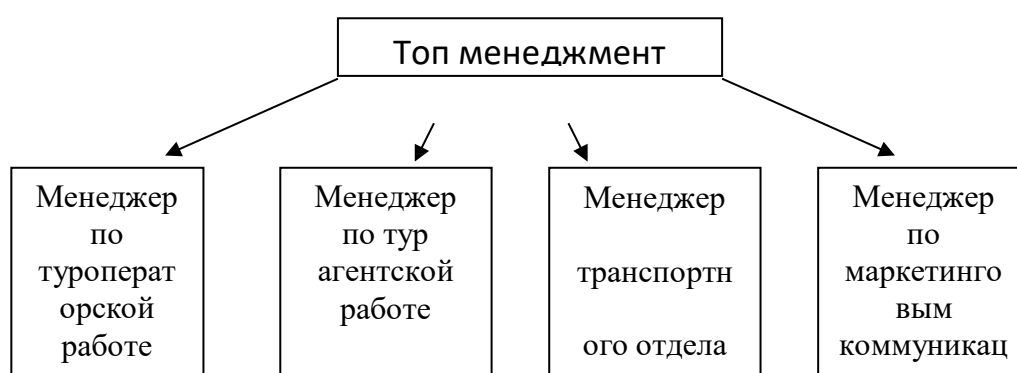 Топ менеджмент
Менеджер
по
туроперат
орской
работе
Менеджер
по тур
агентской
работе
Менеджер
транспортн
ого отдела
Менеджер
по
маркетинго
вым
коммуникац